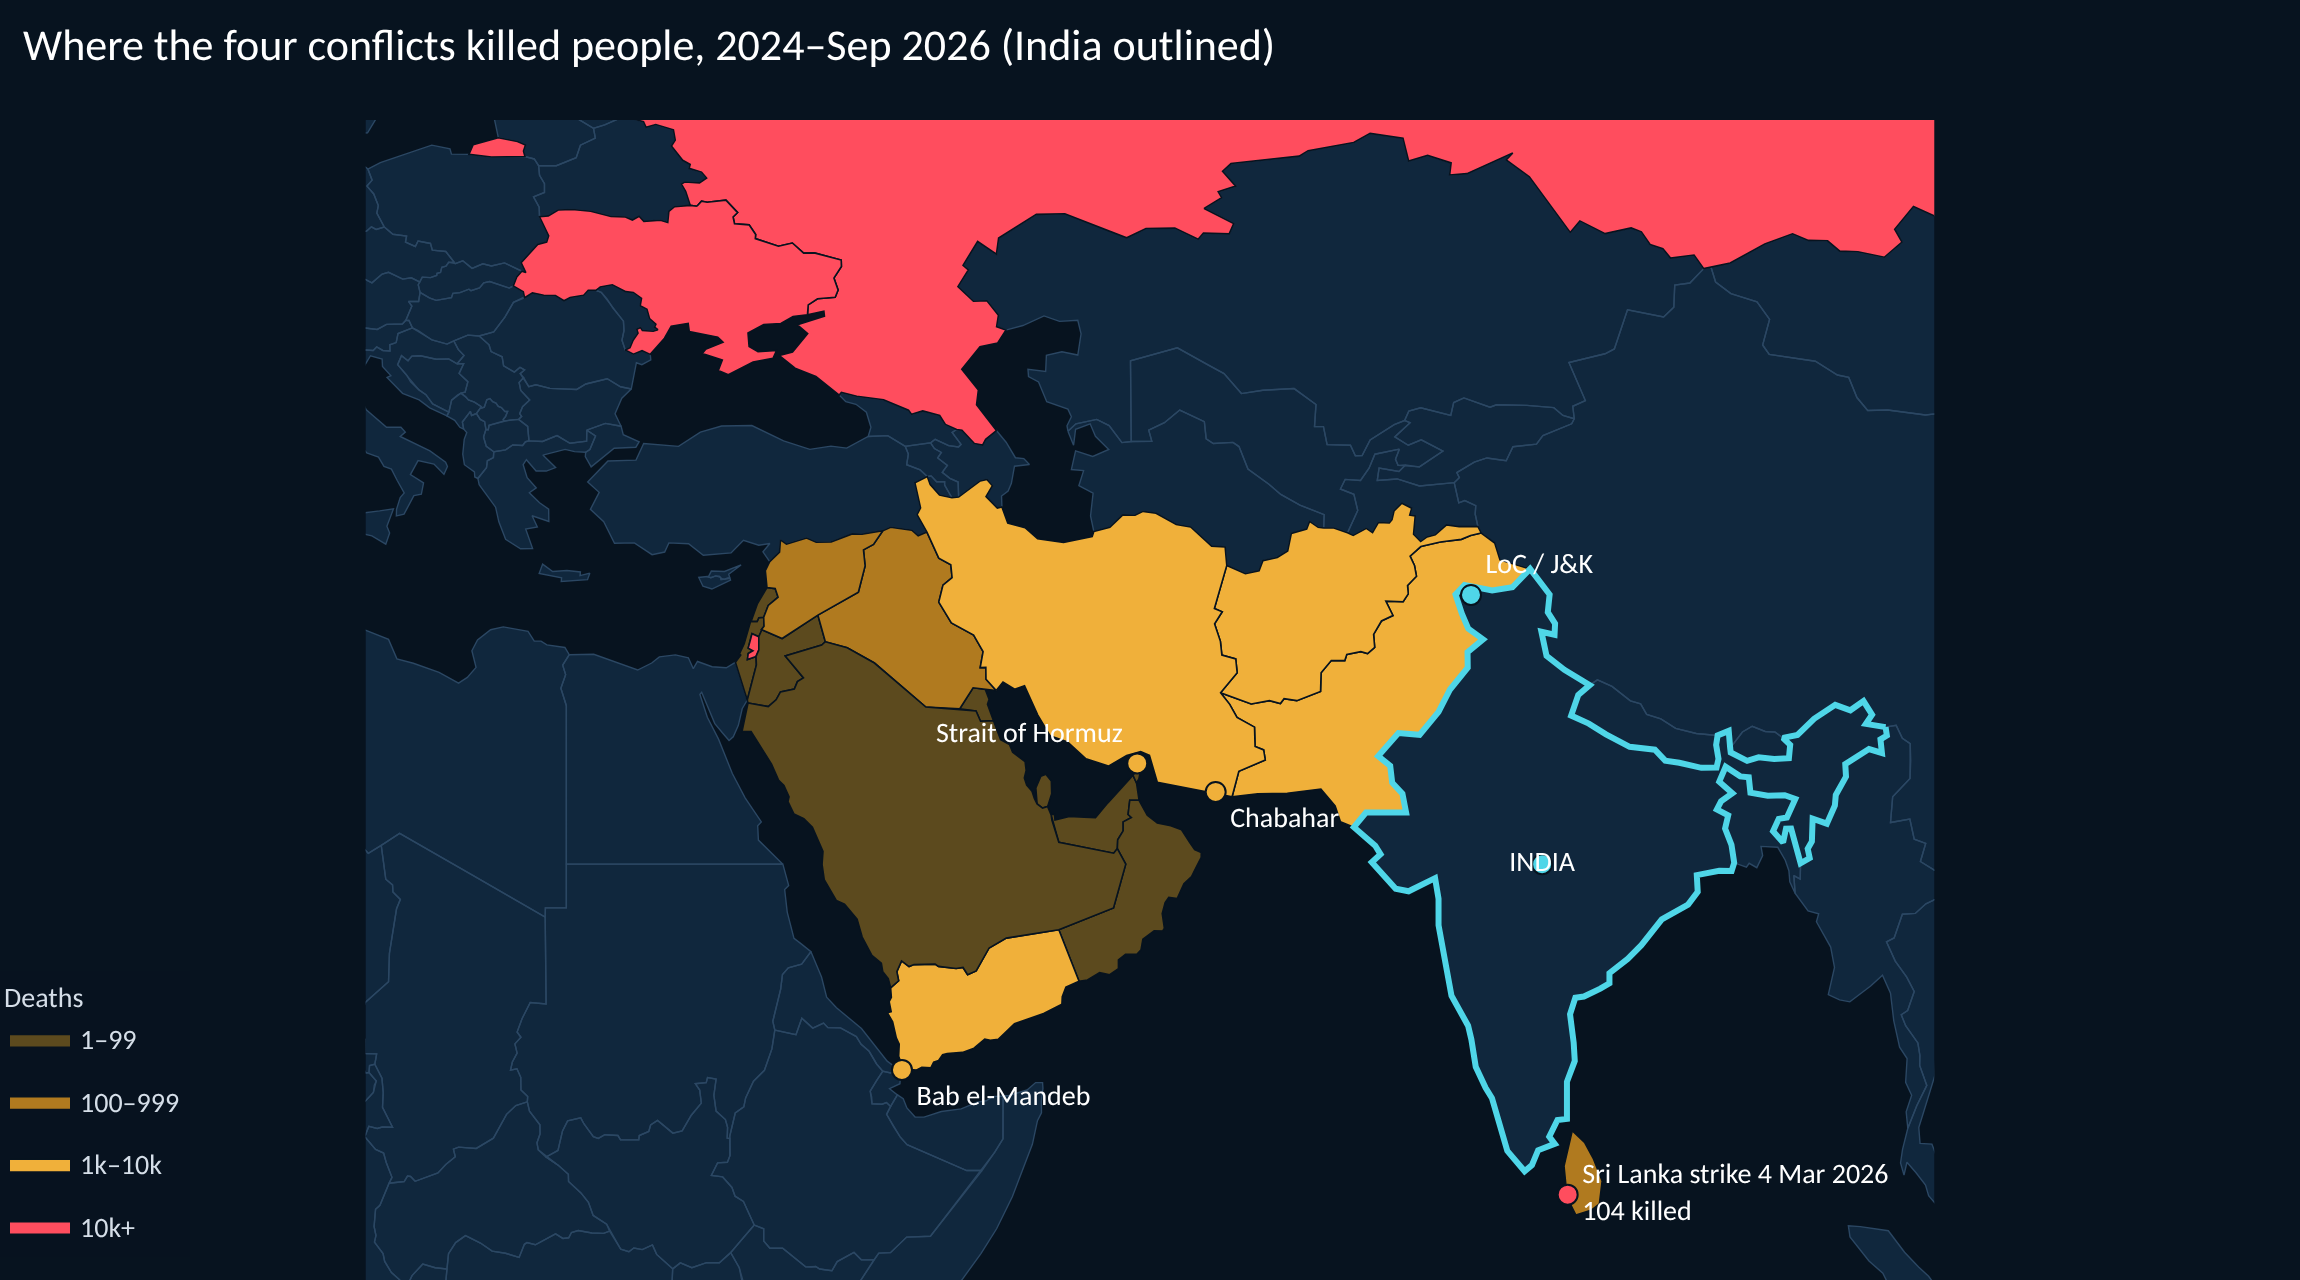 Where the four conflicts killed people, 2024–Sep 2026 (India outlined)
LoC / J&K
Strait of Hormuz
Chabahar
INDIA
Bab el-Mandeb
Sri Lanka strike 4 Mar 2026
104 killed
Deaths
1–99
100–999
1k–10k
10k+